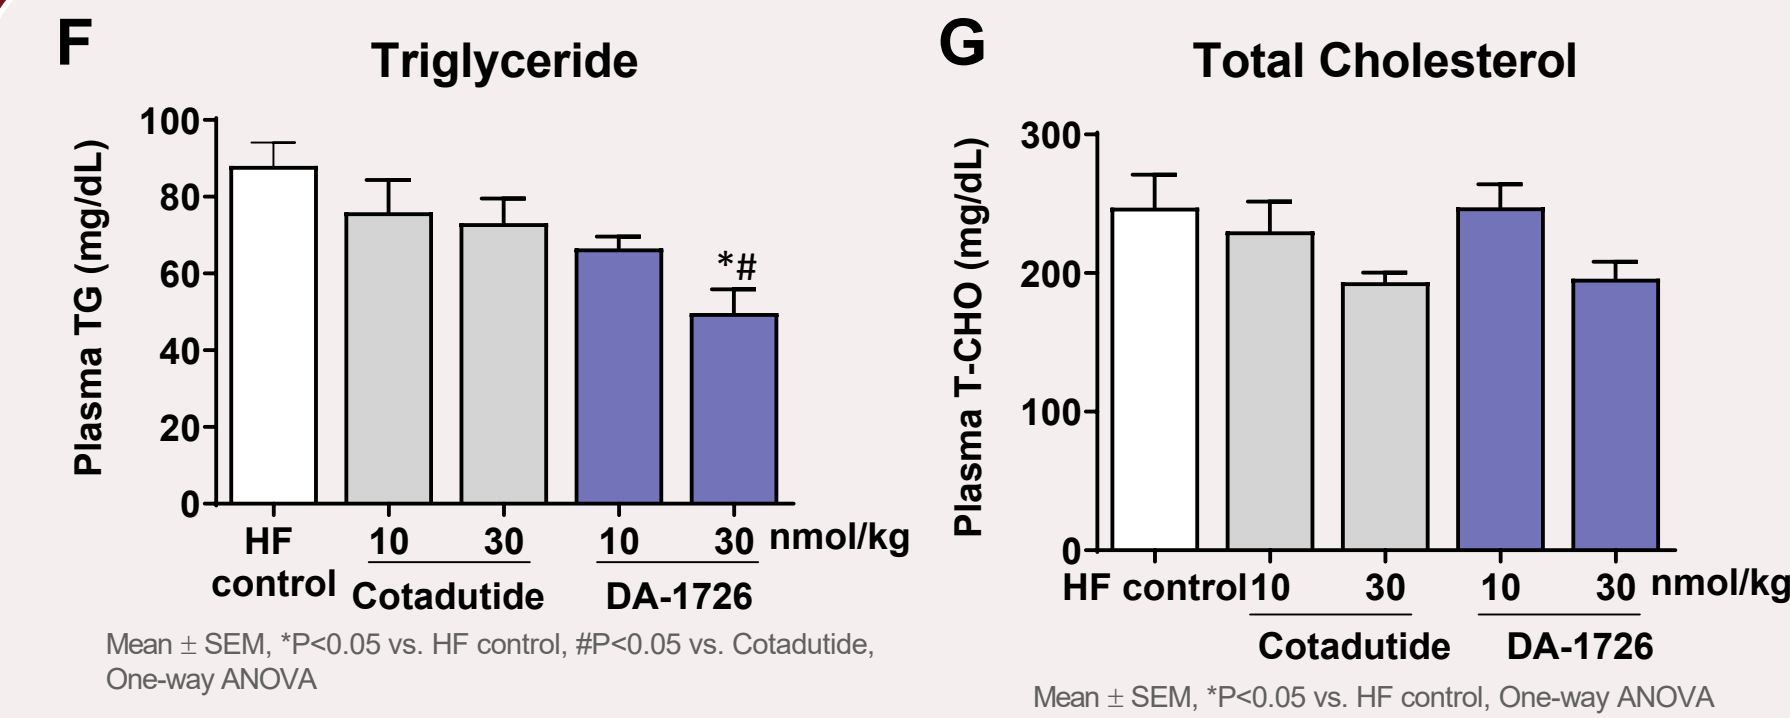 F
Triglyceride
Plasma TG (mg/dL)
100
80
60
40
20
0
*#
HF control
10 30 10 30 nmol/kg
Cotadutide DA-1726
Mean ± SEM, *P<0.05 vs. HF control, #P<0.05 vs. Cotadutide,
One-way ANOVA
G
Total Cholesterol
Plasma T-CHO (mg/dL)
300
200
100
0
HF control 10 30 10 30 nmol/kg
Cotadutide DA-1726
Mean ± SEM, *P<0.05 vs. HF control, One-way ANOVA